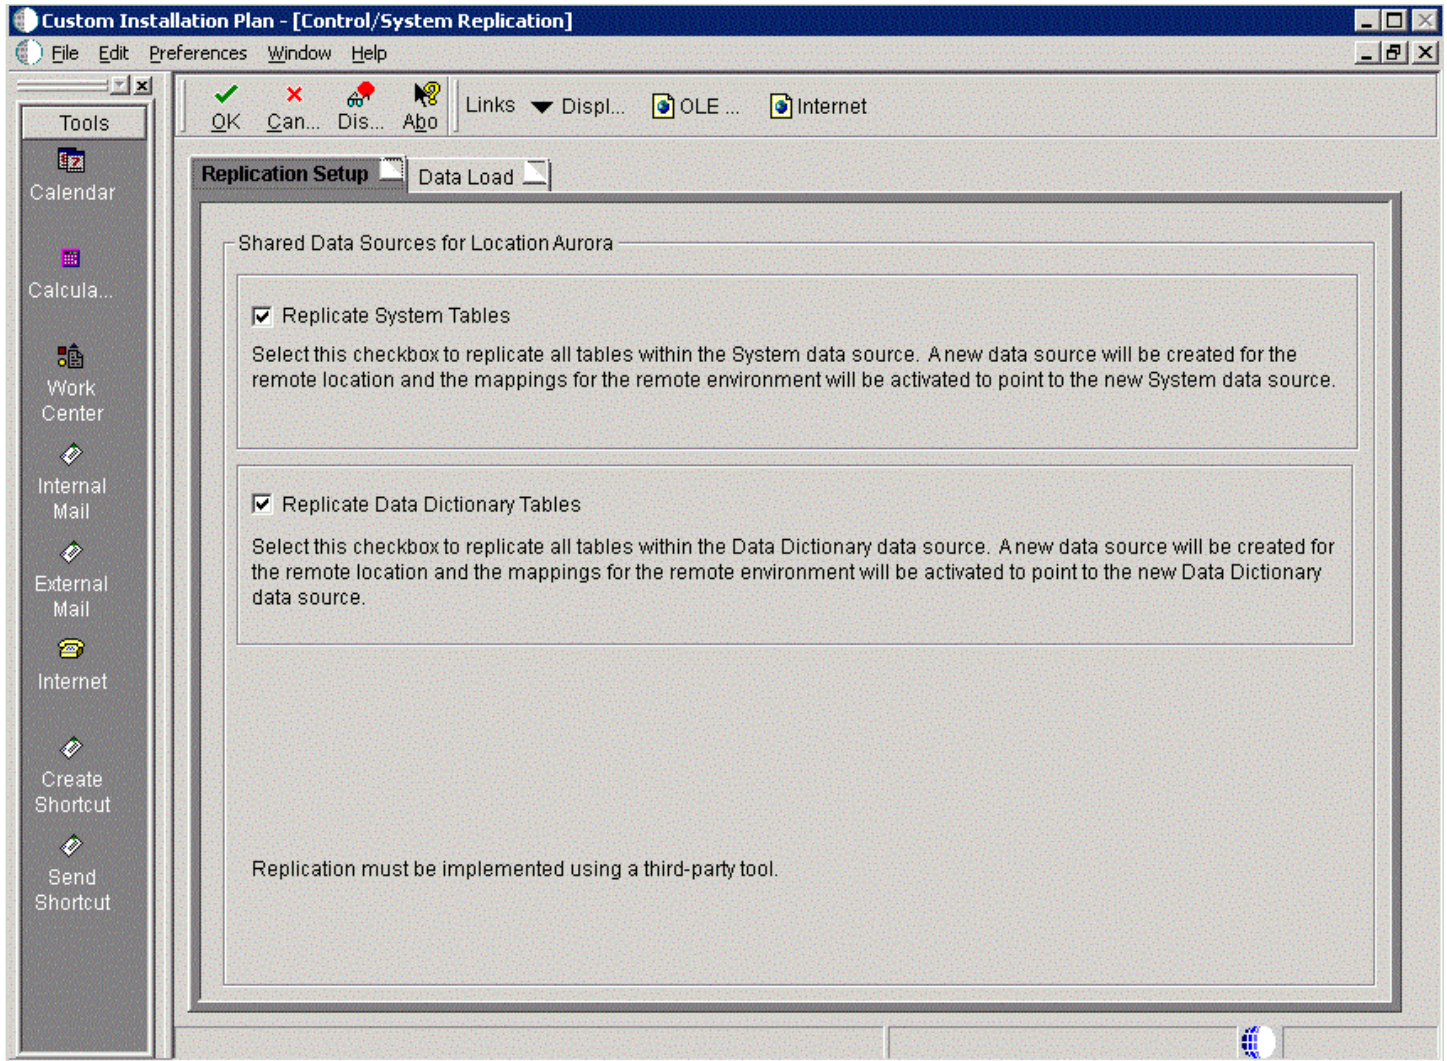 Custom Installation Plan - [Control/System Replication]
File Edit Preferences Window Help
Tools
OK Can... Dis... Abo Links Displ... OLE ... Internet
Calendar
Calcula...
Work
Center
Internal
Mail
External
Mail
Internet
Create
Shortcut
Send
Shortcut
Replication Setup Data Load
Shared Data Sources for Location Aurora
Replicate System Tables
Select this checkbox to replicate all tables within the System data source. A new data source will be created for the
remote location and the mappings for the remote environment will be activated to point to the new System data source.
Replicate Data Dictionary Tables
Select this checkbox to replicate all tables within the Data Dictionary data source. A new data source will be created for
the remote location and the mappings for the remote environment will be activated to point to the new Data Dictionary
data source.
Replication must be implemented using a third-party tool.